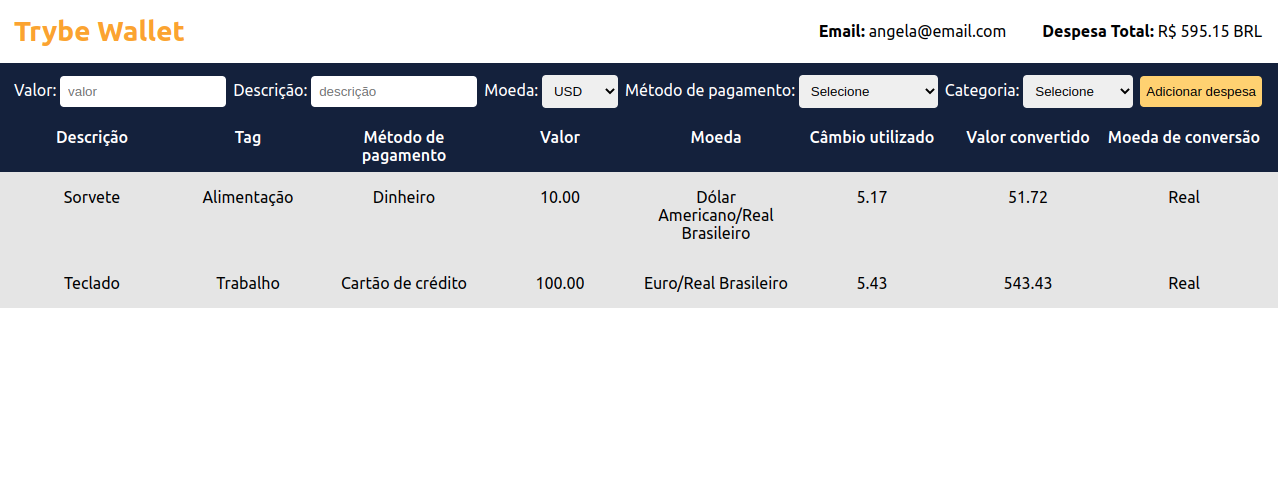 Trybe Wallet
Email: angela@email.com Despesa Total: R$ 595.15 BRL
Valor: valor Descrição: descrição Moeda: USD Método de pagamento: Selecione Categoria: Selecione Adicionar despesa
Descrição Tag Método de pagamento Valor Moeda Câmbio utilizado Valor convertido Moeda de conversão
Sorvete Alimentação Dinheiro 10.00 Dólar Americano/Real Brasileiro 5.17 51.72 Real
Teclado Trabalho Cartão de crédito 100.00 Euro/Real Brasileiro 5.43 543.43 Real